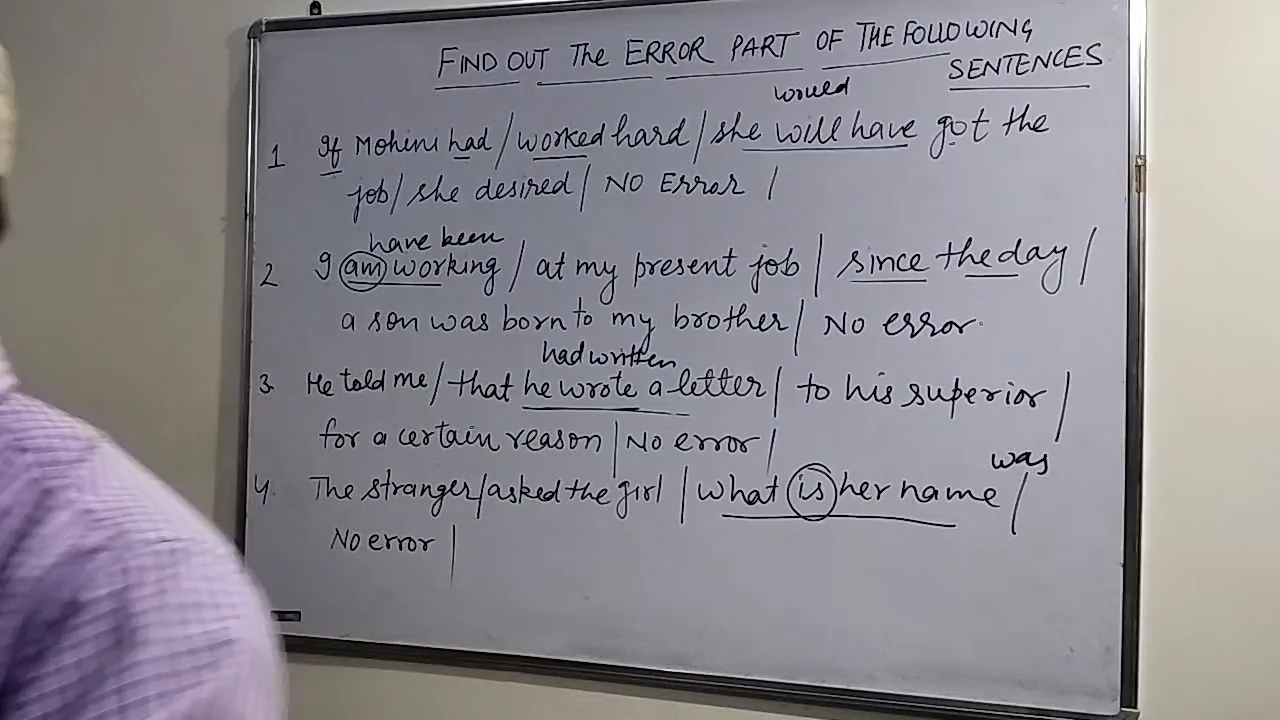 FIND OUT The ERROR PART OF THE FOLLOWING
SENTENCES
would
1 If Mohini had / worked hard / she will have got the
job / she desired / NO Error /
have been
2 I am working / at my present job / since the day /
a son was born to my brother / No error.
had written
3. He told me / that he wrote a letter / to his superior /
for a certain reason / No error /
was
4. The stranger / asked the girl / what is her name /
No error /